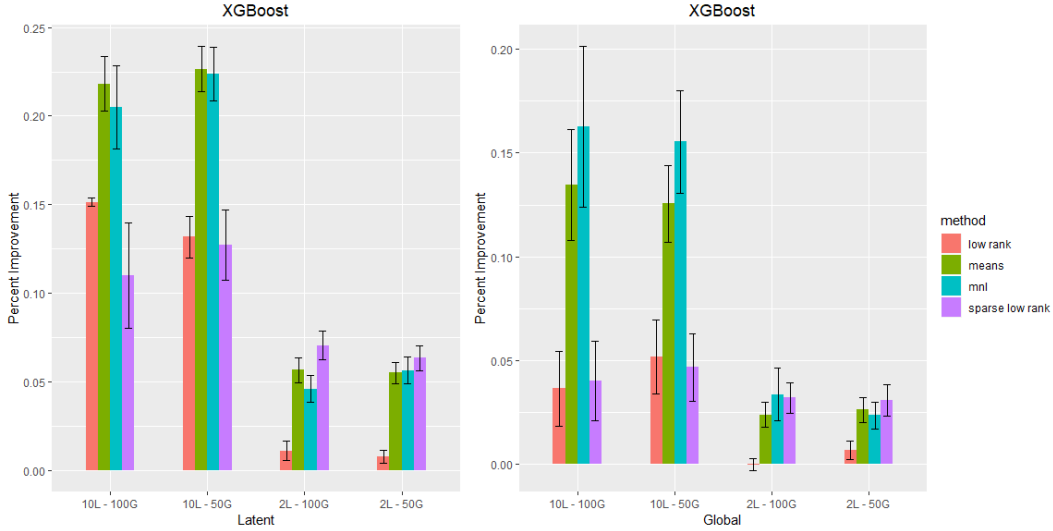 XGBoost
Percent Improvement
0.25
0.20
0.15
0.10
0.05
0.00
10L - 100G
10L - 50G
2L - 100G
2L - 50G
Latent
XGBoost
Percent Improvement
0.20
0.15
0.10
0.05
0.00
10L - 100G
10L - 50G
2L - 100G
2L - 50G
Global
method
low rank
means
mnl
sparse low rank